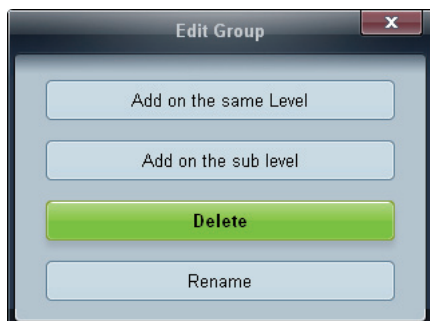 Edit Group
x
Add on the same Level
Add on the sub level
Delete
Rename